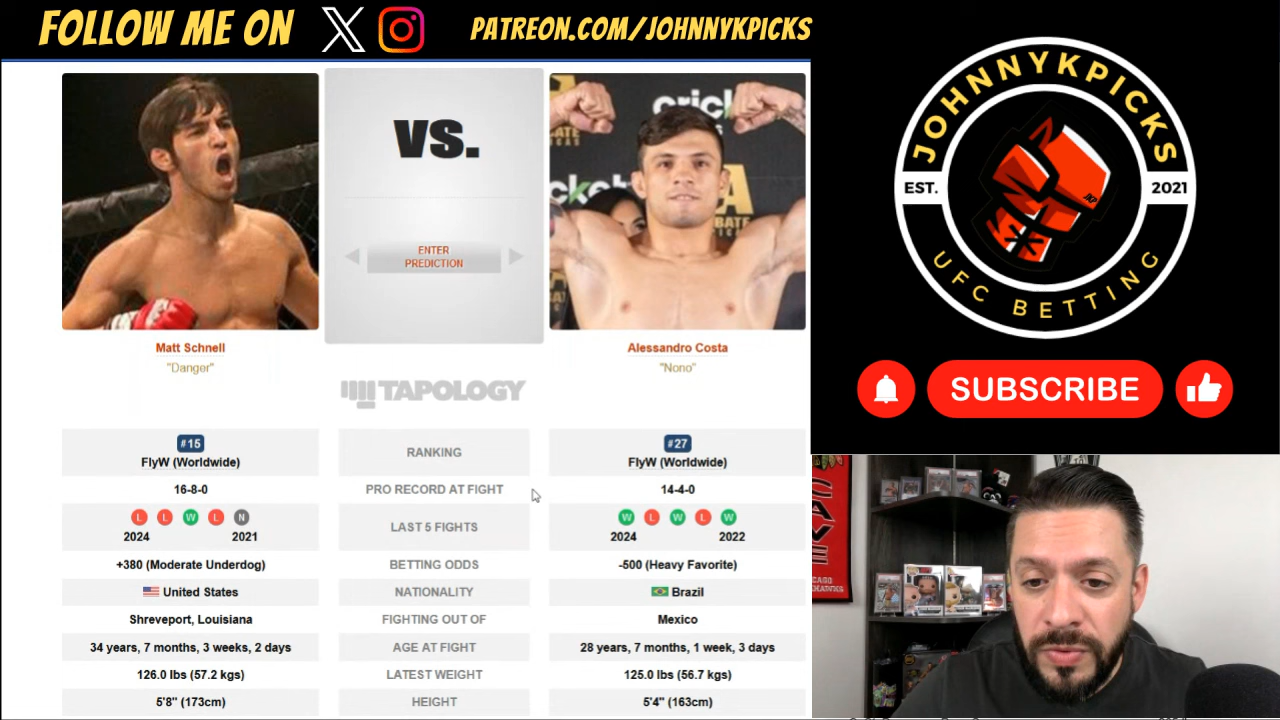 FOLLOW ME ON
PATREON.COM/JOHNNYKPICKS
JOHNNYKPICKS
EST.
2021
JKP
UFC BETTING
SUBSCRIBE
VS.
ENTER
PREDICTION
Matt Schnell
"Danger"
Alessandro Costa
"Nono"
TAPOLOGY
#15
FlyW (Worldwide)
RANKING
#27
FlyW (Worldwide)
16-8-0
PRO RECORD AT FIGHT
14-4-0
L L W L N
2024 2021
LAST 5 FIGHTS
W L W L W
2024 2022
+380 (Moderate Underdog)
BETTING ODDS
-500 (Heavy Favorite)
United States
NATIONALITY
Brazil
Shreveport, Louisiana
FIGHTING OUT OF
Mexico
34 years, 7 months, 3 weeks, 2 days
AGE AT FIGHT
28 years, 7 months, 1 week, 3 days
126.0 lbs (57.2 kgs)
LATEST WEIGHT
125.0 lbs (56.7 kgs)
5'8" (173cm)
HEIGHT
5'4" (163cm)